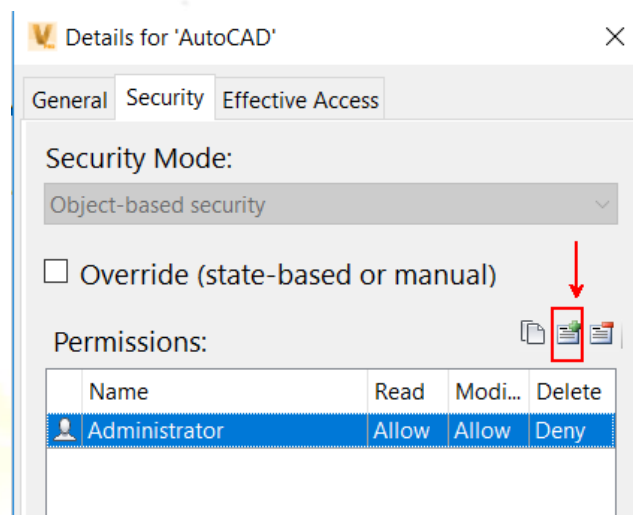 Details for 'AutoCAD'
General Security Effective Access
Security Mode:
Object-based security
Override (state-based or manual)
Permissions:
Name Read Modi... Delete
Administrator Allow Allow Deny